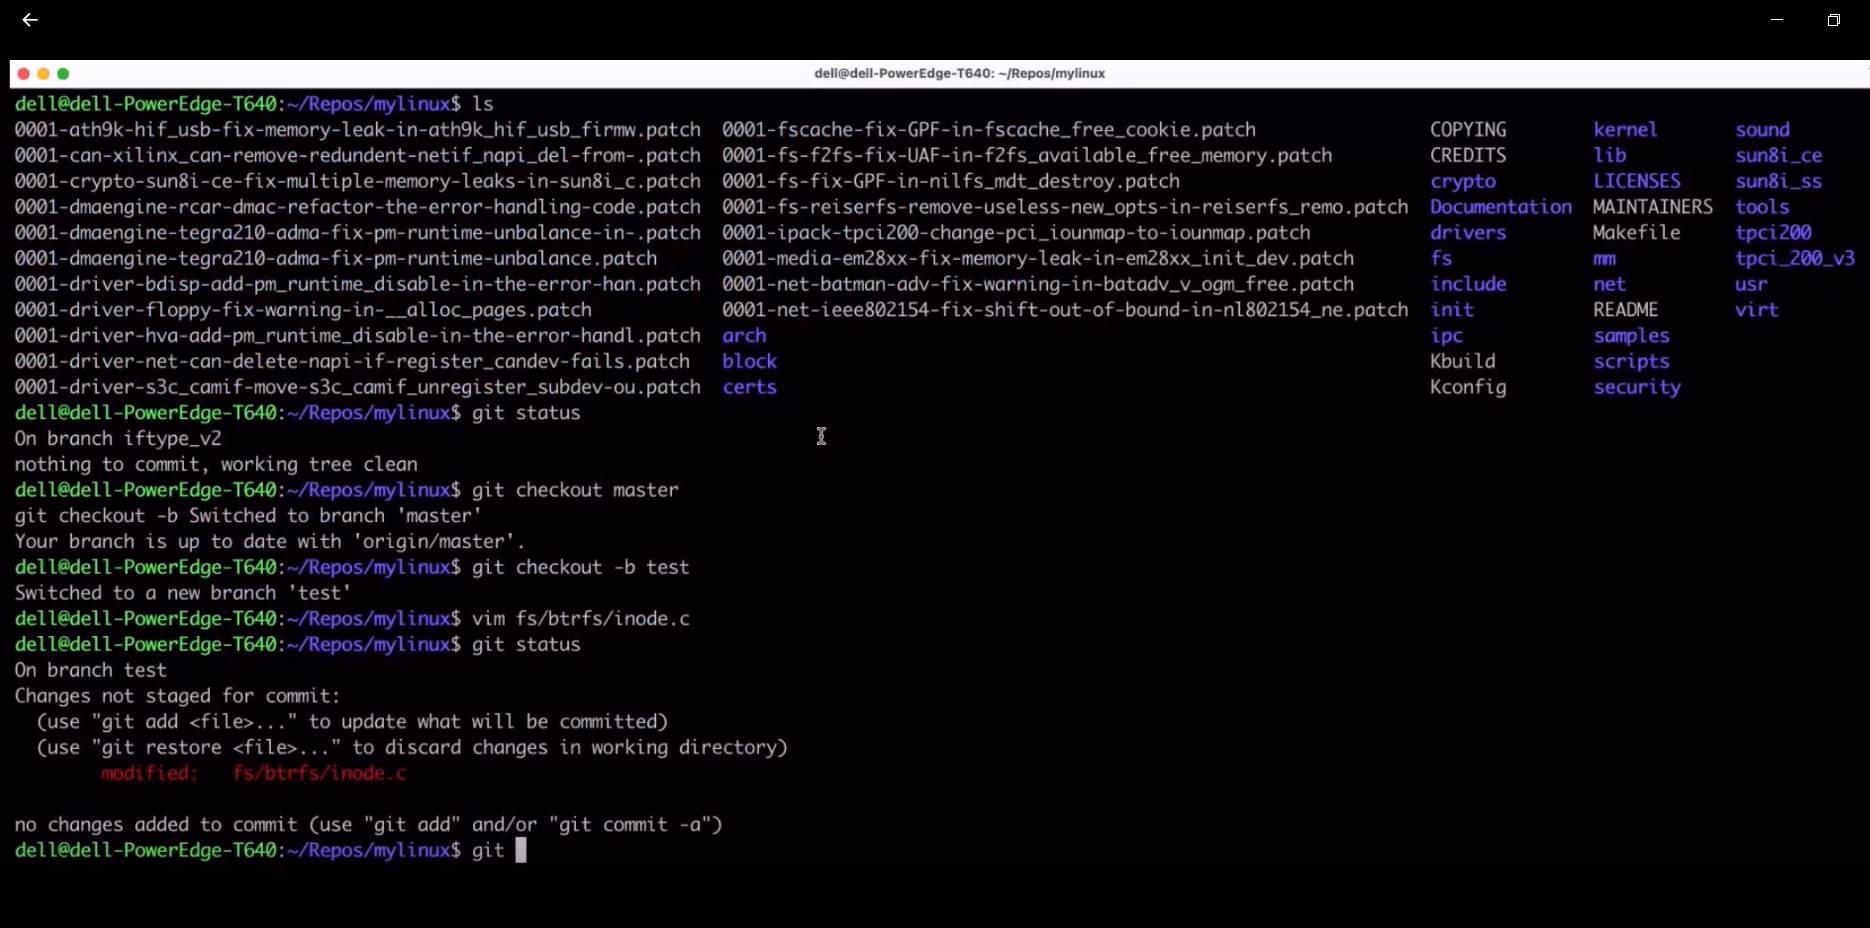 dell@dell-PowerEdge-T640: ~/Repos/mylinux
dell@dell-PowerEdge-T640:~/Repos/mylinux$ ls
0001-ath9k-hif_usb-fix-memory-leak-in-ath9k_hif_usb_firmw.patch 0001-fscache-fix-GPF-in-fscache_free_cookie.patch COPYING kernel sound
0001-can-xilinx_can-remove-redundent-netif_napi_del-from-.patch 0001-fs-f2fs-fix-UAF-in-f2fs_available_free_memory.patch CREDITS lib sun8i_ce
0001-crypto-sun8i-ce-fix-multiple-memory-leaks-in-sun8i_c.patch 0001-fs-fix-GPF-in-nilfs_mdt_destroy.patch crypto LICENSES sun8i_ss
0001-dmaengine-rcar-dmac-refactor-the-error-handling-code.patch 0001-fs-reiserfs-remove-useless-new_opts-in-reiserfs_remo.patch Documentation MAINTAINERS tools
0001-dmaengine-tegra210-adma-fix-pm-runtime-unbalance-in-.patch 0001-ipack-tpci200-change-pci_iounmap-to-iounmap.patch drivers Makefile tpci200
0001-dmaengine-tegra210-adma-fix-pm-runtime-unbalance.patch 0001-media-em28xx-fix-memory-leak-in-em28xx_init_dev.patch fs mm tpci_200_v3
0001-driver-bdisp-add-pm_runtime_disable-in-the-error-han.patch 0001-net-batman-adv-fix-warning-in-batadv_v_ogm_free.patch include net usr
0001-driver-floppy-fix-warning-in-__alloc_pages.patch 0001-net-ieee802154-fix-shift-out-of-bound-in-nl802154_ne.patch init README virt
0001-driver-hva-add-pm_runtime_disable-in-the-error-handl.patch arch ipc samples
0001-driver-net-can-delete-napi-if-register_candev-fails.patch block Kbuild scripts
0001-driver-s3c_camif-move-s3c_camif_unregister_subdev-ou.patch certs Kconfig security
dell@dell-PowerEdge-T640:~/Repos/mylinux$ git status
On branch iftype_v2
nothing to commit, working tree clean
dell@dell-PowerEdge-T640:~/Repos/mylinux$ git checkout master
git checkout -b Switched to branch 'master'
Your branch is up to date with 'origin/master'.
dell@dell-PowerEdge-T640:~/Repos/mylinux$ git checkout -b test
Switched to a new branch 'test'
dell@dell-PowerEdge-T640:~/Repos/mylinux$ vim fs/btrfs/inode.c
dell@dell-PowerEdge-T640:~/Repos/mylinux$ git status
On branch test
Changes not staged for commit:
(use "git add <file>..." to update what will be committed)
(use "git restore <file>..." to discard changes in working directory)
modified: fs/btrfs/inode.c
no changes added to commit (use "git add" and/or "git commit -a")
dell@dell-PowerEdge-T640:~/Repos/mylinux$ git